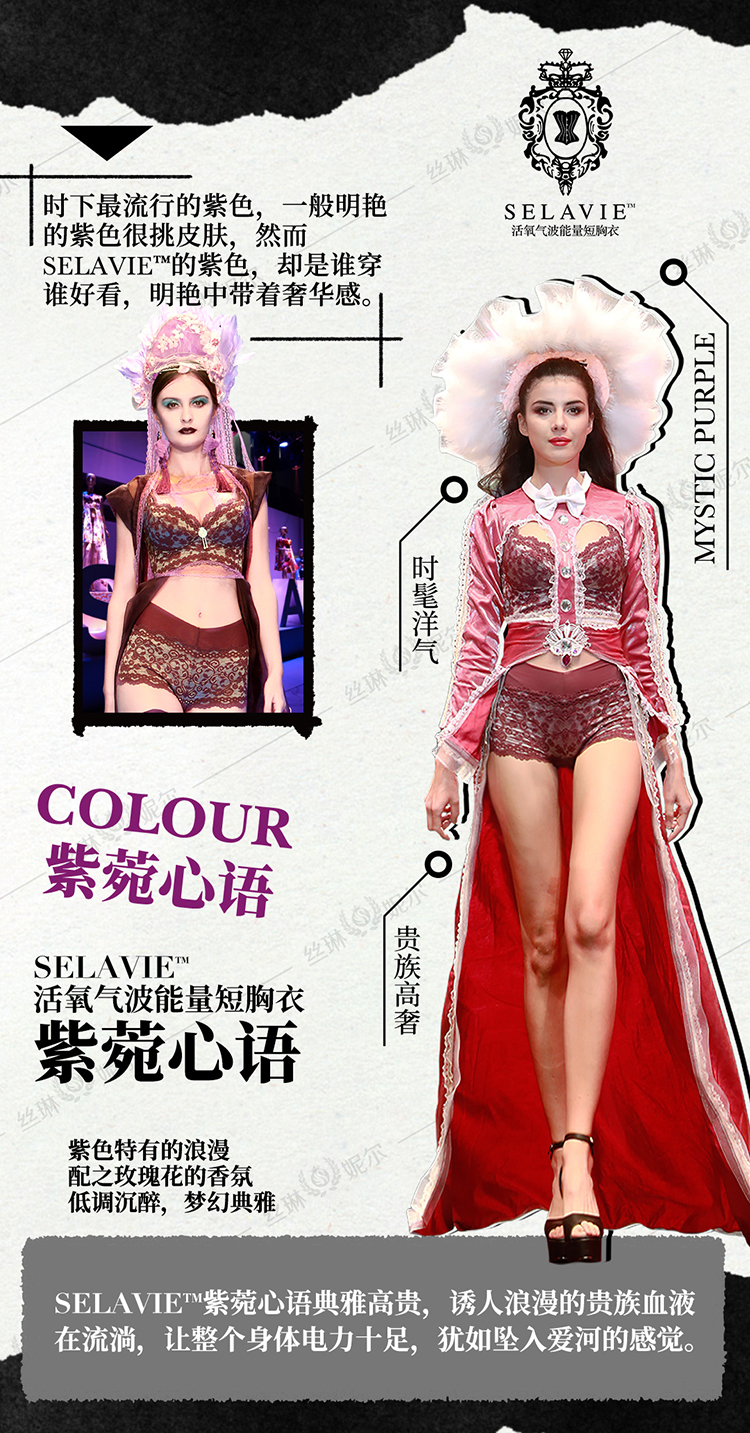 SELAVIE™
活氧气波能量短胸衣
时下最流行的紫色，一般明艳
的紫色很挑皮肤，然而
SELAVIE™的紫色，却是谁穿
谁好看，明艳中带着奢华感。
MYSTIC PURPLE
时髦洋气
COLOUR
紫菀心语
贵族高奢
SELAVIE™
活氧气波能量短胸衣
紫菀心语
紫色特有的浪漫
配之玫瑰花的香氛
低调沉醉，梦幻典雅
SELAVIE™紫菀心语典雅高贵，诱人浪漫的贵族血液
在流淌，让整个身体电力十足，犹如坠入爱河的感觉。
丝琳妮尔